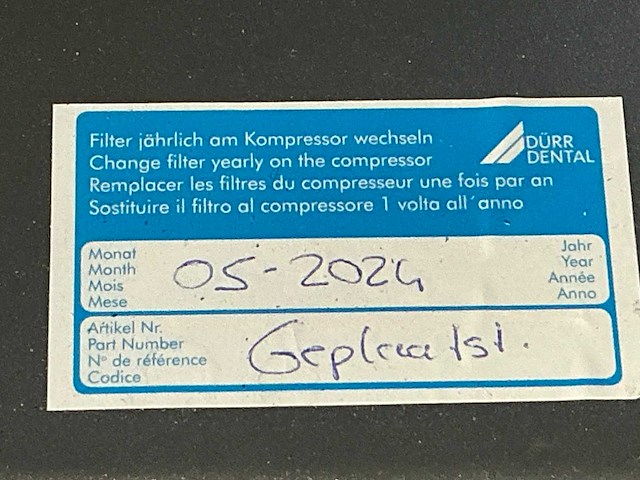 Filter jährlich am Kompressor wechseln
Change filter yearly on the compressor
Remplacer les filtres du compresseur une fois par an
Sostituire il filtro al compressore 1 volta all´anno
DÜRR
DENTAL
Monat
Month
Mois
Mese
05-2024
Jahr
Year
Année
Anno
Artikel Nr.
Part Number
N° de référence
Codice
Geplaatst.